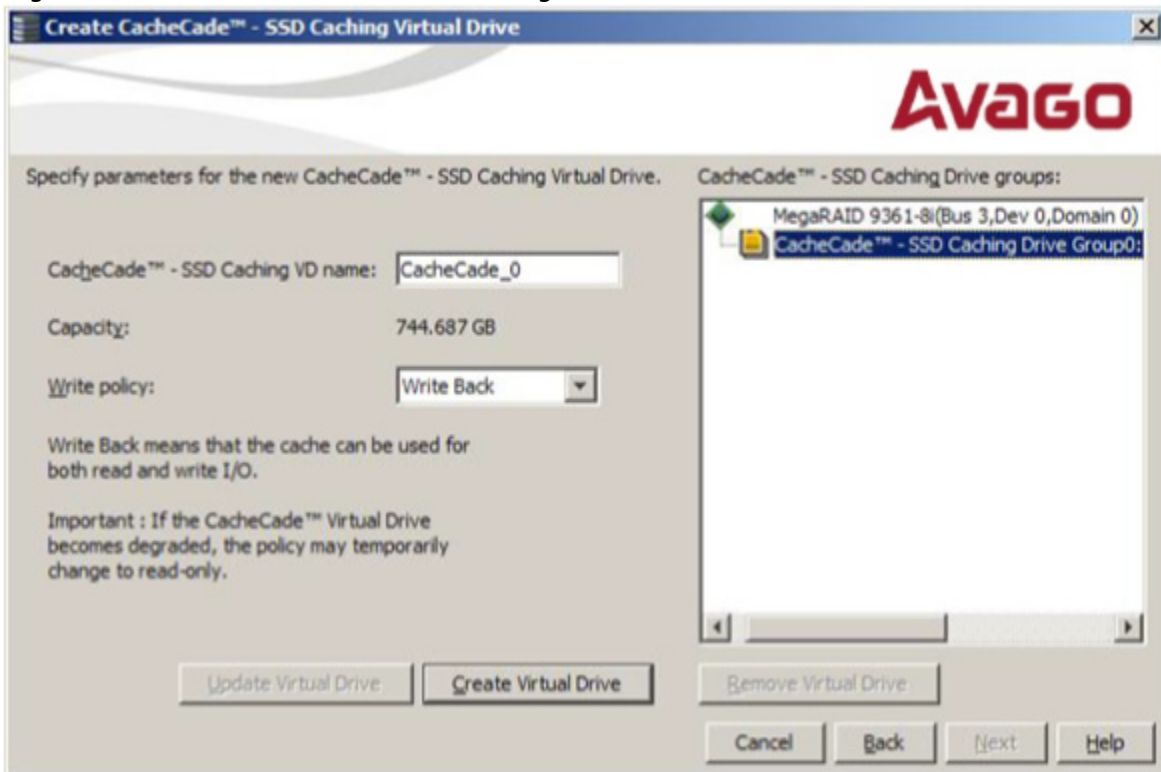 Create CacheCade™ - SSD Caching Virtual Drive
Avago
Specify parameters for the new CacheCade™ - SSD Caching Virtual Drive.
CacheCade™ - SSD Caching VD name: CacheCade_0
Capacity: 744.687 GB
Write policy: Write Back
Write Back means that the cache can be used for
both read and write I/O.
Important : If the CacheCade™ Virtual Drive
becomes degraded, the policy may temporarily
change to read-only.
Update Virtual Drive
Create Virtual Drive
CacheCade™ - SSD Caching Drive groups:
MegaRAID 9361-8i(Bus 3,Dev 0,Domain 0)
CacheCade™ - SSD Caching Drive Group0:
Remove Virtual Drive
Cancel
Back
Next
Help